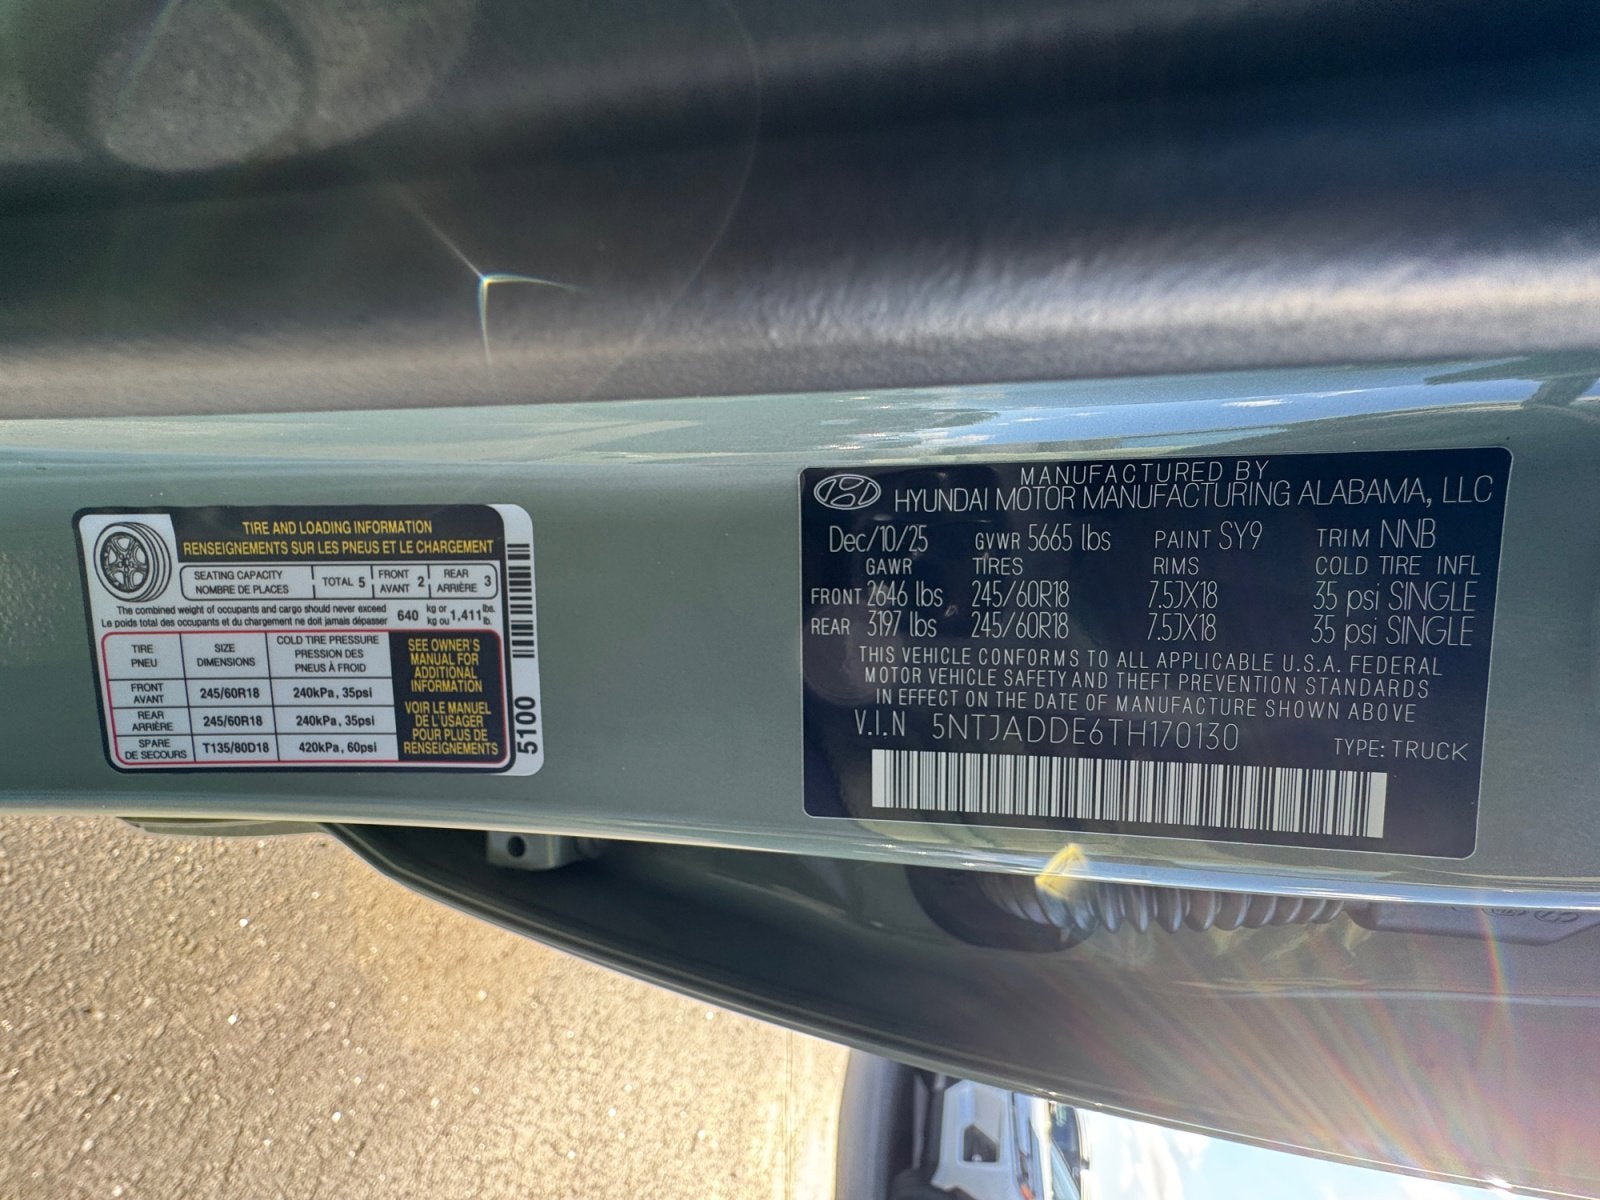 TIRE AND LOADING INFORMATION
RENSEIGNEMENTS SUR LES PNEUS ET LE CHARGEMENT
SEATING CAPACITY
NOMBRE DE PLACES
TOTAL 5
FRONT
AVANT 2
REAR
ARRIÈRE 3
The combined weight of occupants and cargo should never exceed 640 kg or 1,411 lbs.
Le poids total des occupants et du chargement ne doit jamais dépasser kg ou lb.
TIRE
PNEU
SIZE
DIMENSIONS
COLD TIRE PRESSURE
PRESSION DES
PNEUS À FROID
FRONT
AVANT
245/60R18
240kPa, 35psi
REAR
ARRIÈRE
245/60R18
240kPa, 35psi
SPARE
DE SECOURS
T135/80D18
420kPa, 60psi
SEE OWNER'S
MANUAL FOR
ADDITIONAL
INFORMATION
VOIR LE MANUEL
DE L'USAGER
POUR PLUS DE
RENSEIGNEMENTS
5100
MANUFACTURED BY
HYUNDAI MOTOR MANUFACTURING ALABAMA, LLC
Dec/10/25 GVWR 5665 lbs PAINT SY9 TRIM NNB
GAWR TIRES RIMS COLD TIRE INFL
FRONT 2646 lbs 245/60R18 7.5JX18 35 psi SINGLE
REAR 3197 lbs 245/60R18 7.5JX18 35 psi SINGLE
THIS VEHICLE CONFORMS TO ALL APPLICABLE U.S.A. FEDERAL
MOTOR VEHICLE SAFETY AND THEFT PREVENTION STANDARDS
IN EFFECT ON THE DATE OF MANUFACTURE SHOWN ABOVE
V.I.N 5NTJADDE6TH170130
TYPE: TRUCK